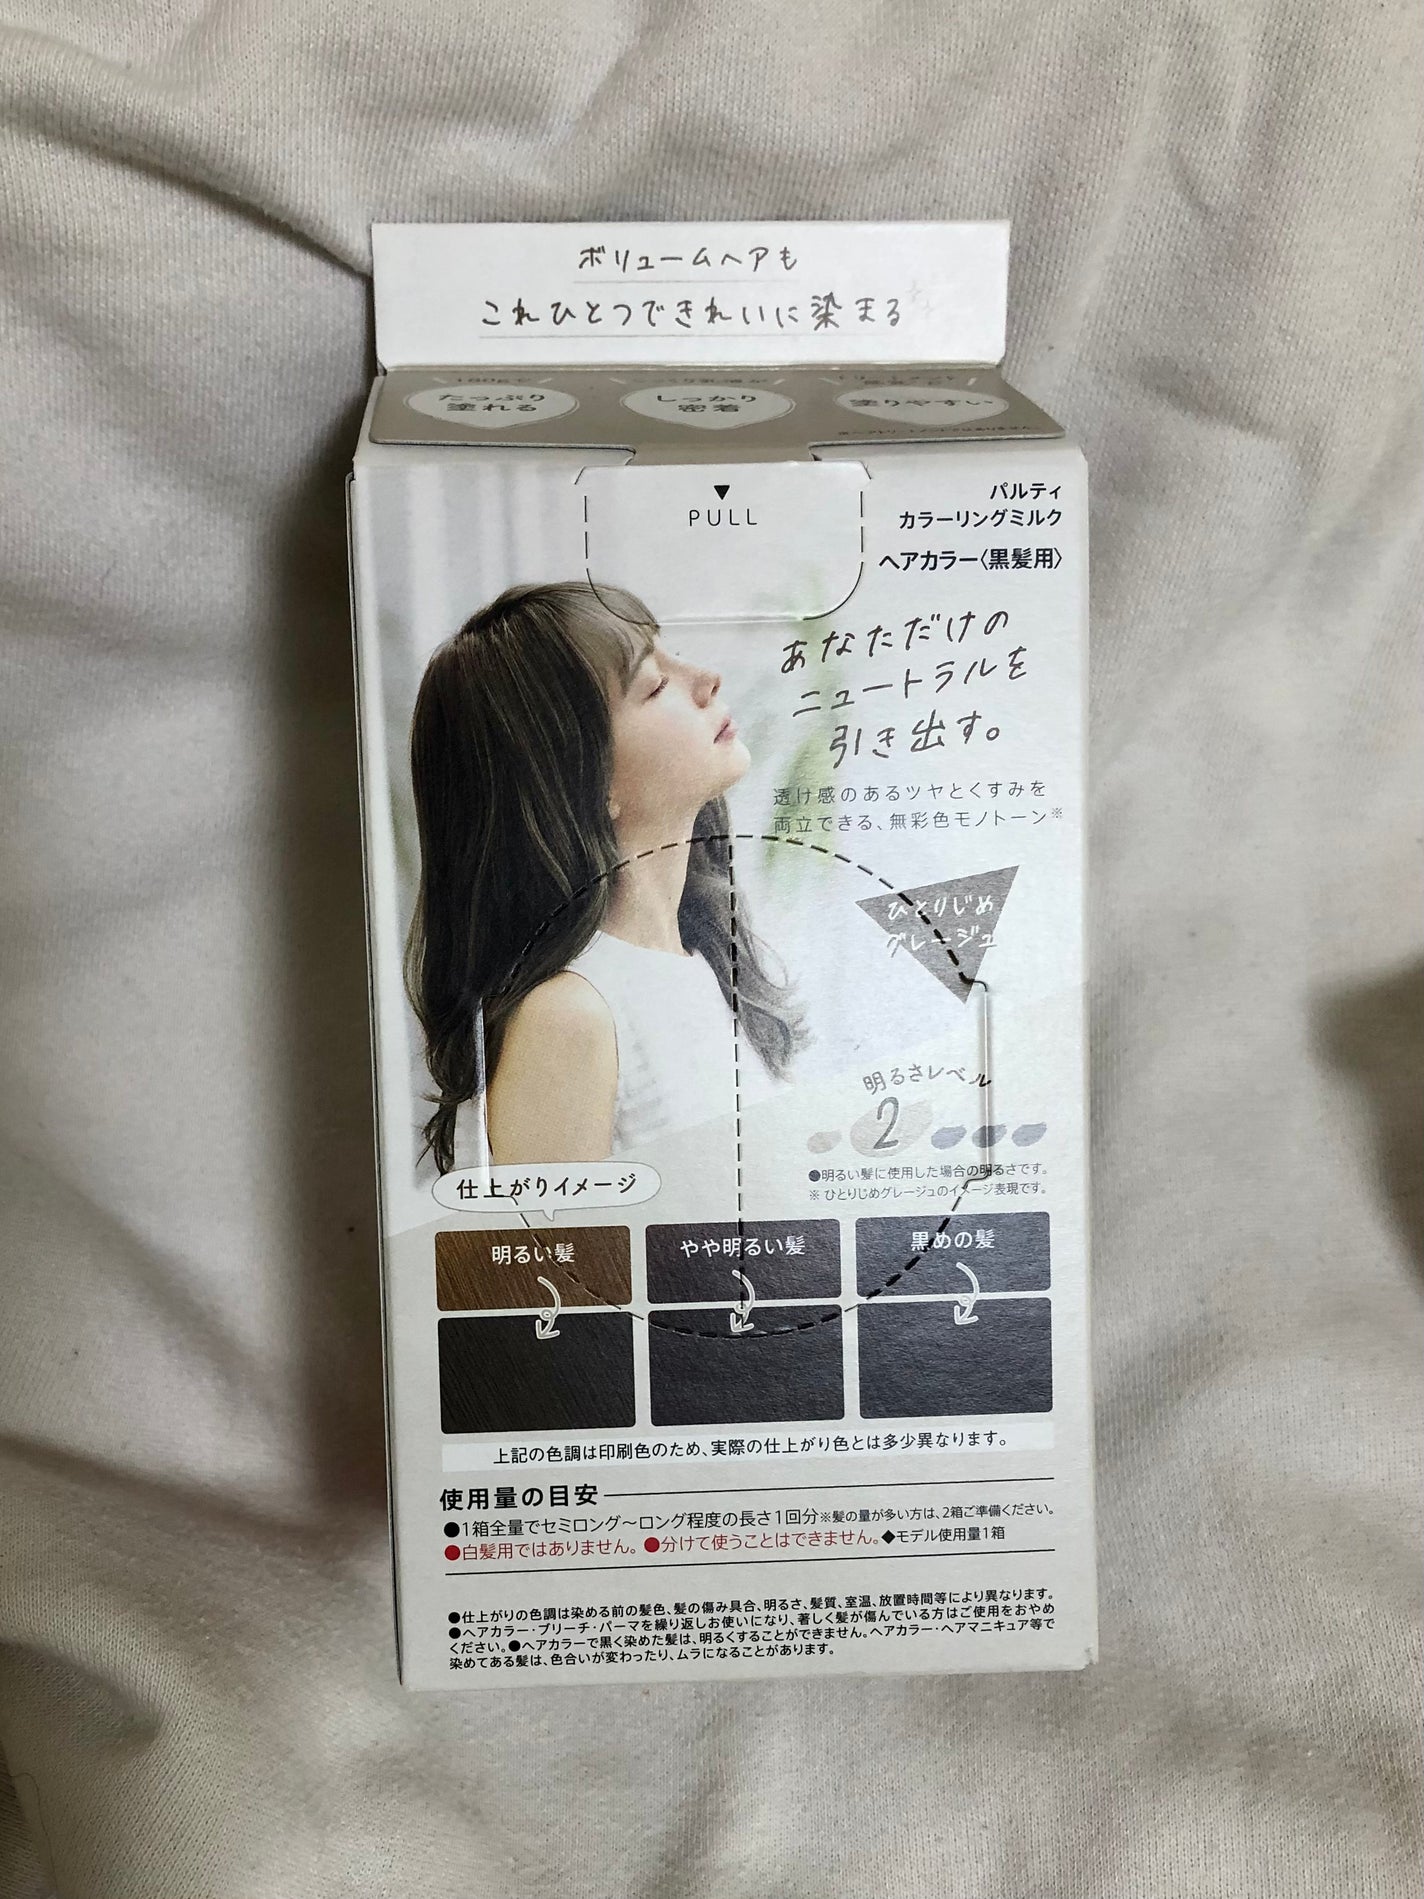 ボリュームヘアも
これひとつできれいに染まる
180gで
たっぷり
塗れる
しっかり
密着
塗りやすい
PULL
パルティ
カラーリングミルク
ヘアカラー〈黒髪用〉
あなただけの
ニュートラルを
引き出す。
透け感のあるツヤとくすみを
両立できる、無彩色モノトーン※
ひとりじめ
グレージュ
明るさレベル
2
●明るい髪に使用した場合の明るさです。
※ ひとりじめグレージュのイメージ表現です。
仕上がりイメージ
明るい髪
やや明るい髪
黒めの髪
上記の色調は印刷色のため、実際の仕上がり色とは多少異なります。
使用量の目安
●1箱全量でセミロング～ロング程度の長さ1回分※髪の量が多い方は、2箱ご準備ください。
●白髪用ではありません。●分けて使うことはできません。◆モデル使用量1箱
●仕上がりの色調は染める前の髪色、髪の傷み具合、明るさ、髪質、室温、放置時間等により異なります。
●ヘアカラー・ブリーチ・パーマを繰り返しお使いになり、著しく髪が傷んでいる方はご使用をおやめ
ください。●ヘアカラーで黒く染めた髪は、明るくすることができません。ヘアカラー・ヘアマニキュア等で
染めてある髪は、色合いが変わったり、ムラになることがあります。